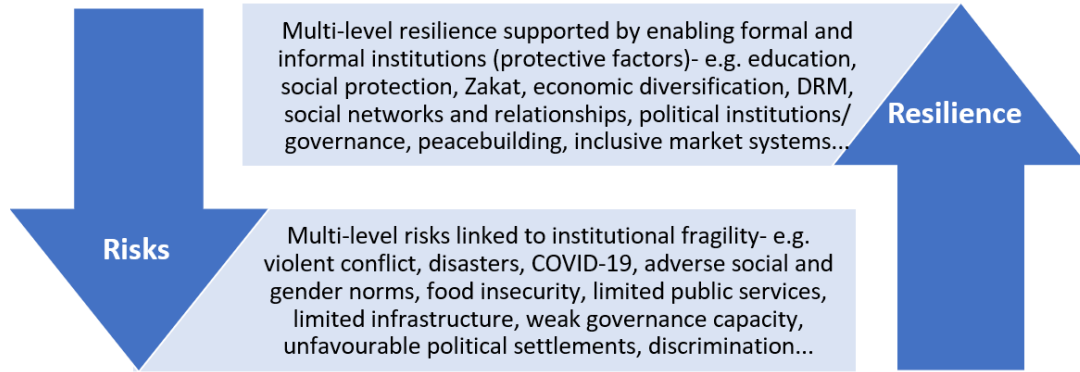 Multi-level resilience supported by enabling formal and
informal institutions (protective factors)- e.g. education,
social protection, Zakat, economic diversification, DRM,
social networks and relationships, political institutions/
governance, peacebuilding, inclusive market systems...
Resilience
Risks
Multi-level risks linked to institutional fragility- e.g.
violent conflict, disasters, COVID-19, adverse social and
gender norms, food insecurity, limited public services,
limited infrastructure, weak governance capacity,
unfavourable political settlements, discrimination...